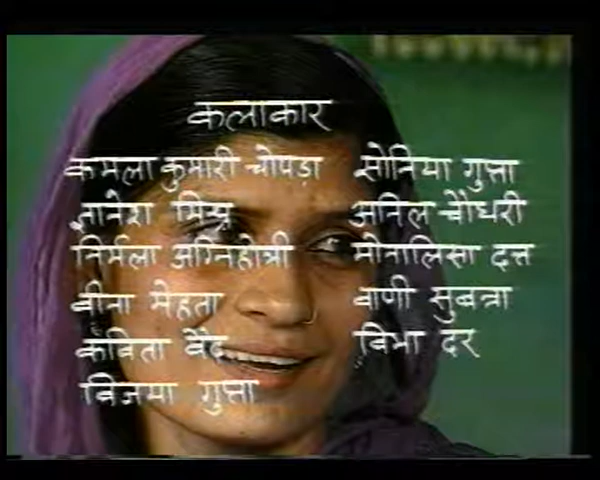 कलाकार
कमला कुमारी चोपड़ा
ज्ञानेश मिश्र
निर्मला अग्निहोत्री
बीना मेहता
कविता वैद
विजया गुप्ता
सोनिया गुप्ता
अनिल चौधरी
मोनालिसा दत्त
वाणी सुबत्रा
विभा दर